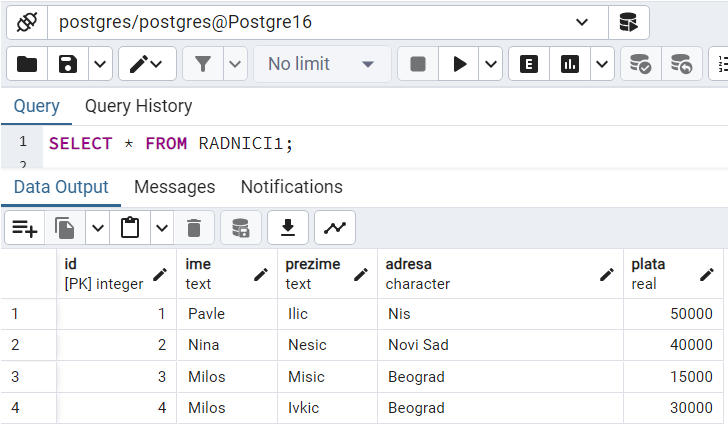 postgres/postgres@Postgre16
No limit
E
Query Query History
1 SELECT * FROM RADNICI1;
2
Data Output Messages Notifications
id ime prezime adresa plata
[PK] integer text text character real
1 1 Pavle Ilic Nis 50000
2 2 Nina Nesic Novi Sad 40000
3 3 Milos Misic Beograd 15000
4 4 Milos Ivkic Beograd 30000